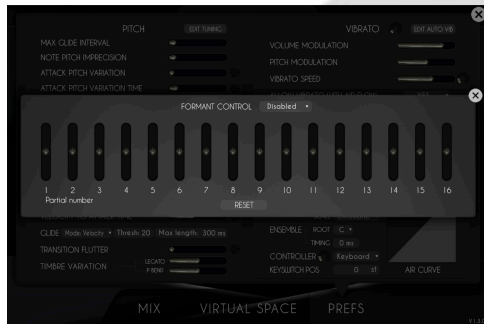 PITCH EDIT TUNING
MAX GLIDE INTERVAL
NOTE PITCH IMPRECISION
ATTACK PITCH VARIATION
ATTACK PITCH VARIATION TIME
VIBRATO EDIT AUTO VIB
VOLUME MODULATION
PITCH MODULATION
VIBRATO SPEED
FORMANT CONTROL Disabled
1 2 3 4 5 6 7 8 9 10 11 12 13 14 15 16
Partial number
RESET
GLIDE Mode: Velocity Thresh: 20 Max length: 300 ms
TRANSITION FLUTTER
TIMBRE VARIATION LEGATO
P BEND
ENSEMBLE ROOT C
TIMING 0 ms
CONTROLLER Keyboard
KEYSWITCH POS 0 st AIR CURVE
MIX VIRTUAL SPACE PREFS